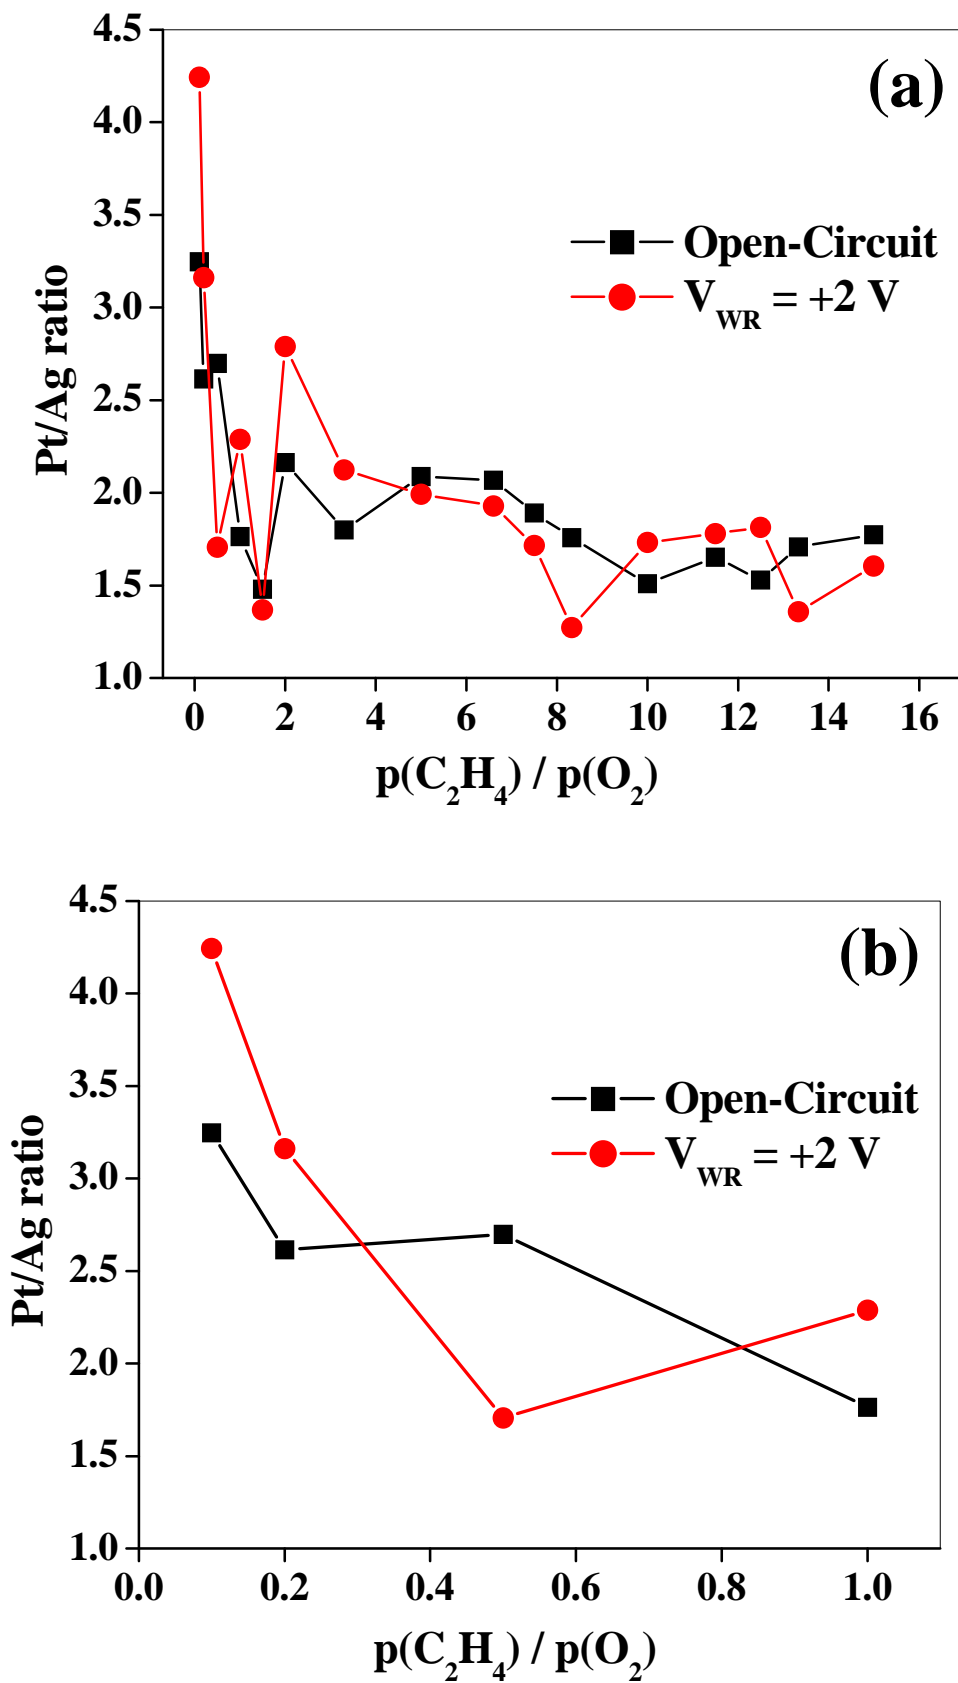 (a)
4.5
4.0
3.5
3.0
2.5
2.0
1.5
1.0
Pt/Ag ratio
Open-Circuit
V_WR = +2 V
0 2 4 6 8 10 12 14 16
p(C₂H₄) / p(O₂)
(b)
4.5
4.0
3.5
3.0
2.5
2.0
1.5
1.0
Pt/Ag ratio
Open-Circuit
V_WR = +2 V
0.0 0.2 0.4 0.6 0.8 1.0
p(C₂H₄) / p(O₂)